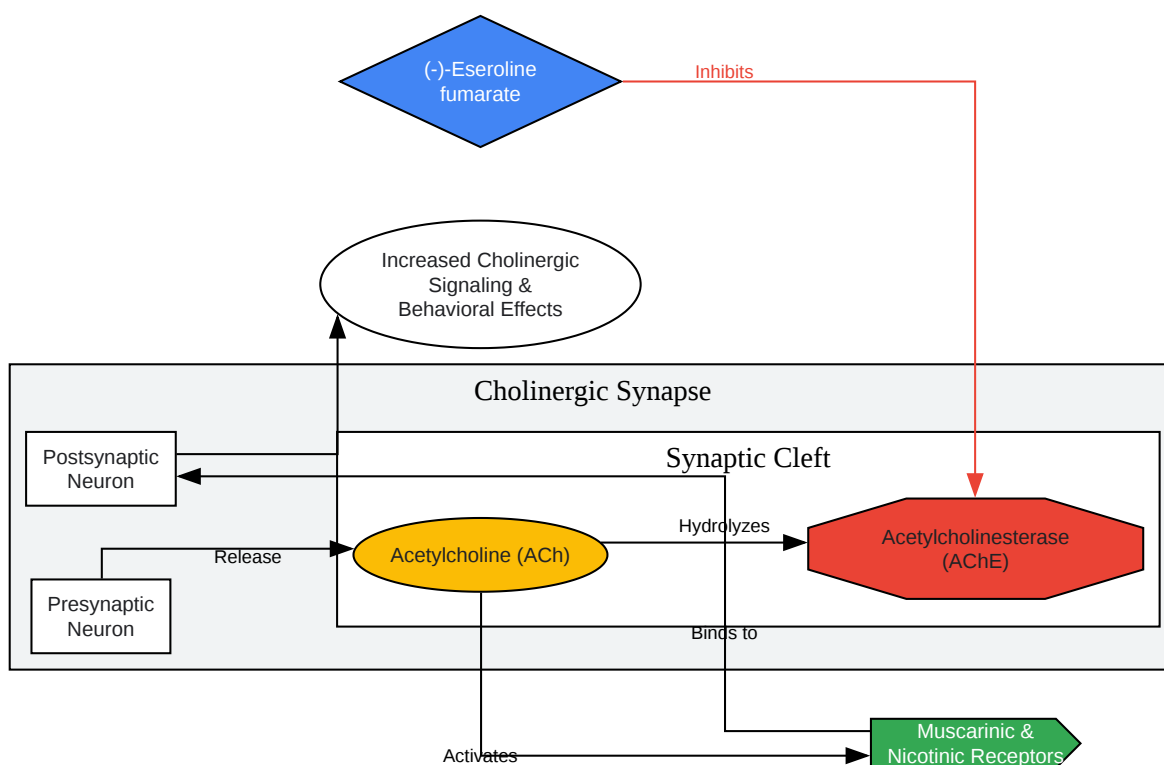 (-)-Eseroline
fumarate
Inhibits
Increased Cholinergic
Signaling &
Behavioral Effects
Cholinergic Synapse
Postsynaptic
Neuron
Synaptic Cleft
Hydrolyzes
Acetylcholinesterase
(AChE)
Release
Acetylcholine (ACh)
Presynaptic
Neuron
Binds to
Activates
Muscarinic &
Nicotinic Receptors